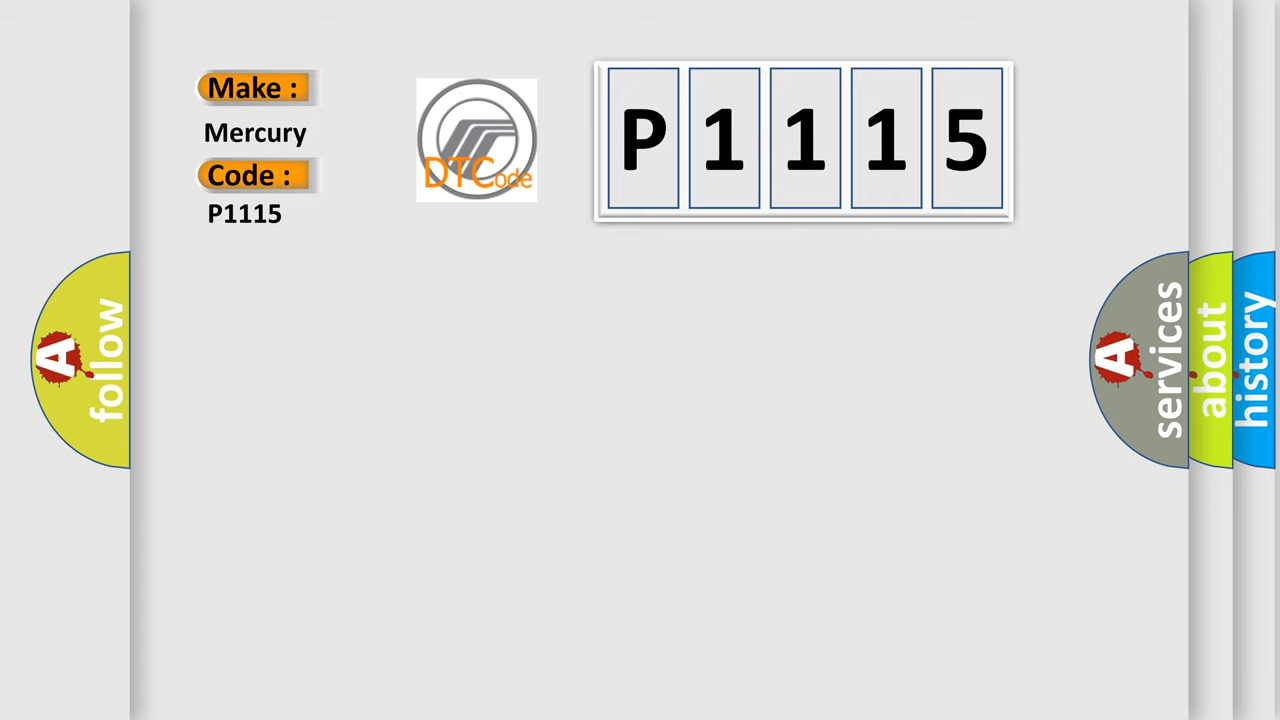 Make :
Mercury
Code :
P1115
DTCode
P 1 1 1 5
A follow
A services
about
history